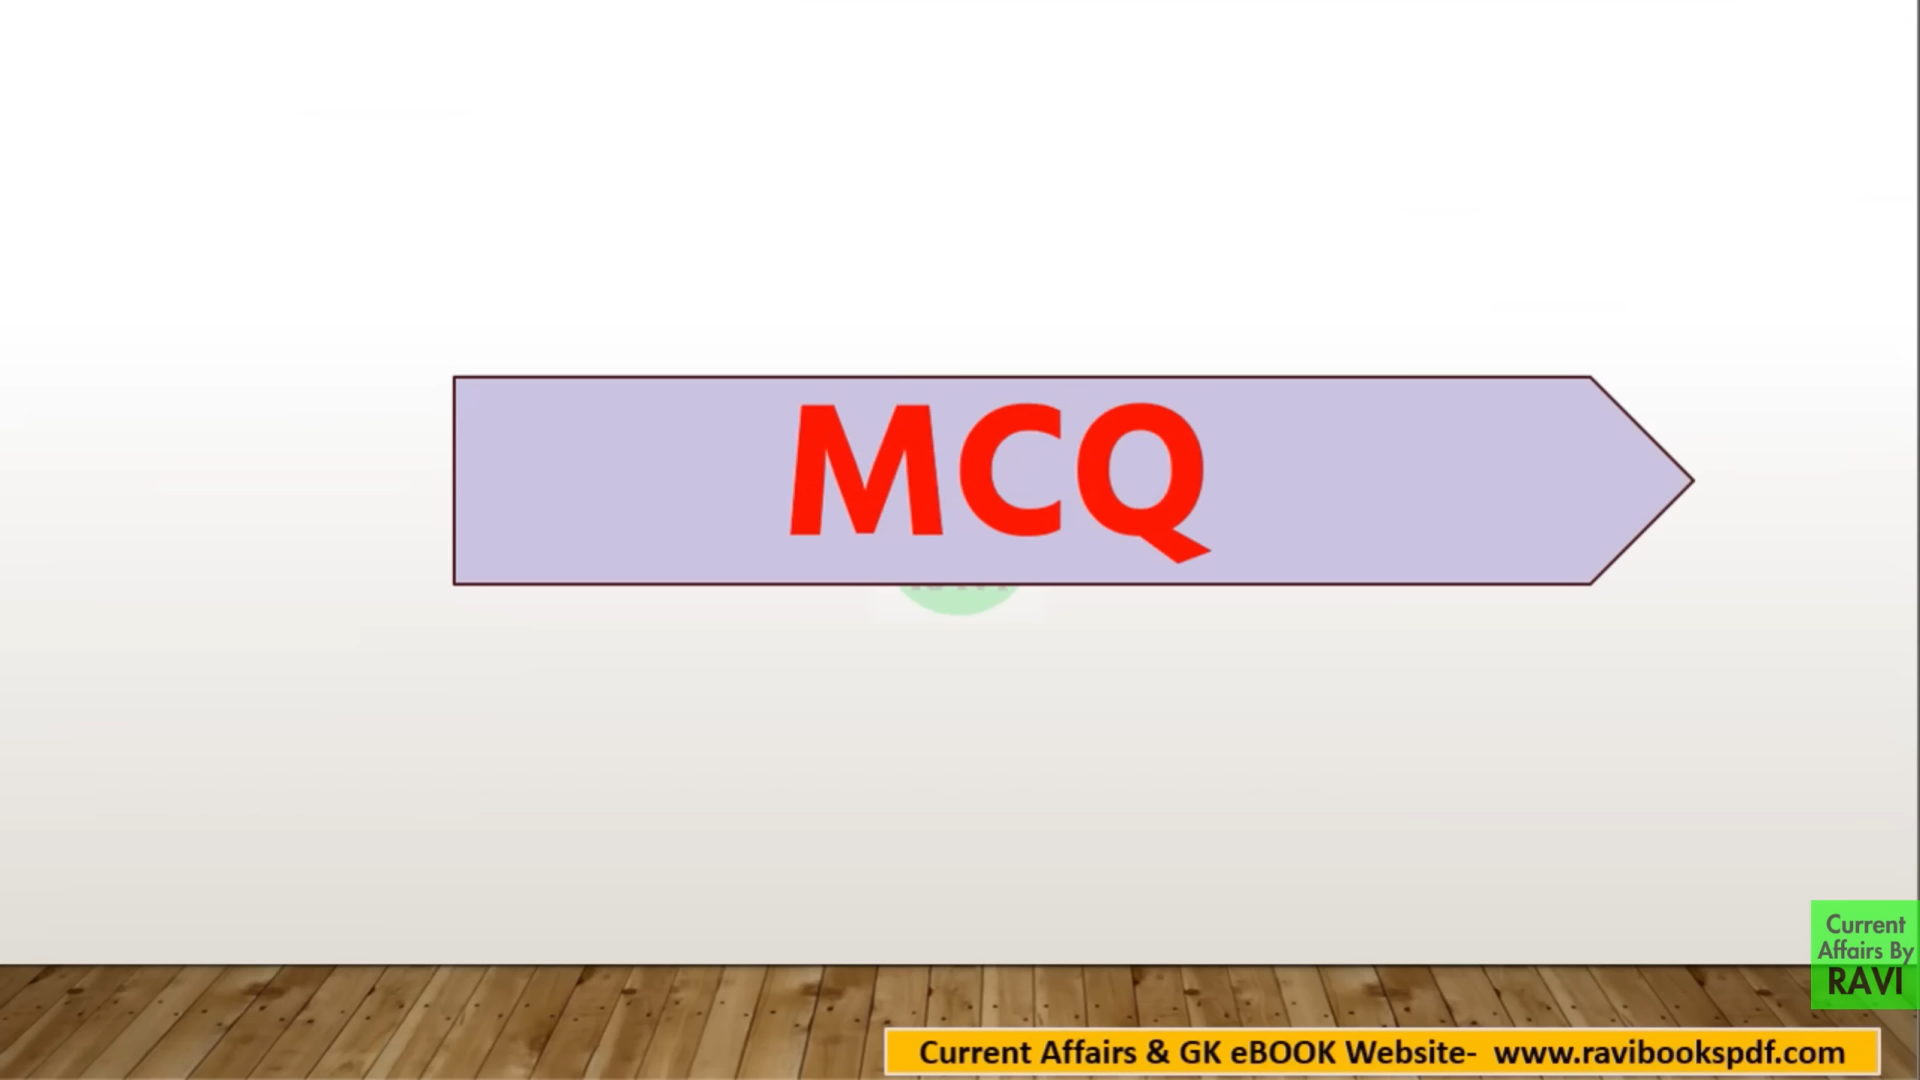 MCQ
Current
Affairs By
RAVI
Current Affairs & GK eBOOK Website- www.ravibookspdf.com